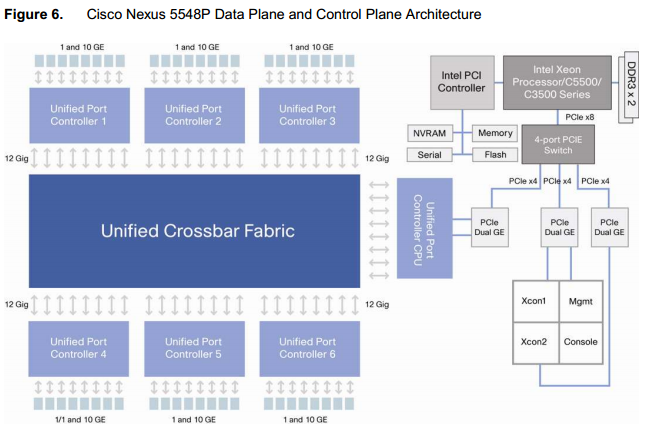 Figure 6. Cisco Nexus 5548P Data Plane and Control Plane Architecture
1 and 10 GE
1 and 10 GE
1 and 10 GE
Unified Port
Controller 1
Unified Port
Controller 2
Unified Port
Controller 3
12 Gig
12 Gig
Unified Crossbar Fabric
Unified Port
Controller CPU
12 Gig
12 Gig
Unified Port
Controller 4
Unified Port
Controller 5
Unified Port
Controller 6
1/1 and 10 GE
1 and 10 GE
1 and 10 GE
Intel PCI
Controller
Intel Xeon
Processor/C5500/
C3500 Series
DDR3 x 2
NVRAM
Memory
Serial
Flash
PCIe x8
4-port PCIE
Switch
PCIe x4
PCIe x4
PCIe x4
PCIe
Dual GE
PCIe
Dual GE
PCIe
Dual GE
Xcon1
Mgmt
Xcon2
Console